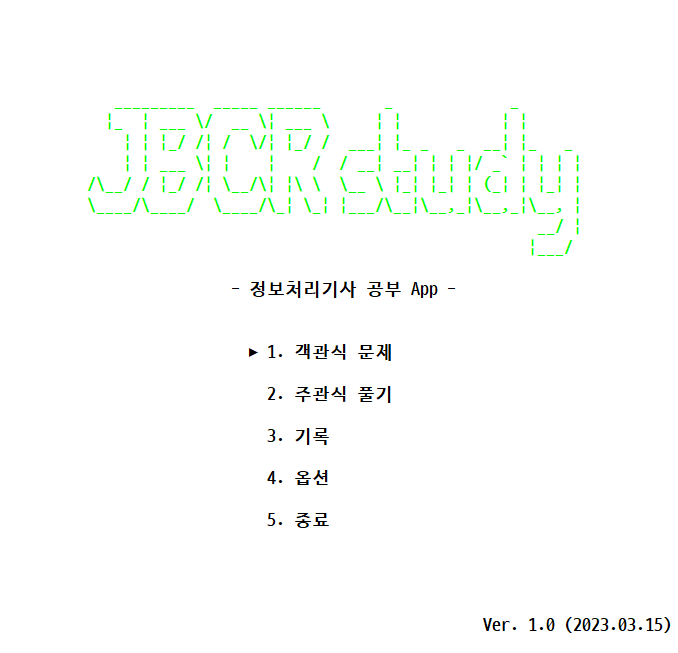 JBCRstudy
- 정보처리기사 공부 App -
▶ 1. 객관식 문제
2. 주관식 풀기
3. 기록
4. 옵션
5. 종료
Ver. 1.0 (2023.03.15)